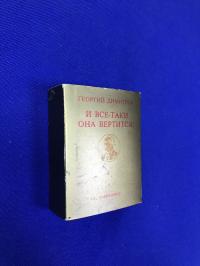 ГЕОРГИЙ ДИМИТРОВ
И ВСЕ-ТАКИ
ОНА ВЕРТИТСЯ!